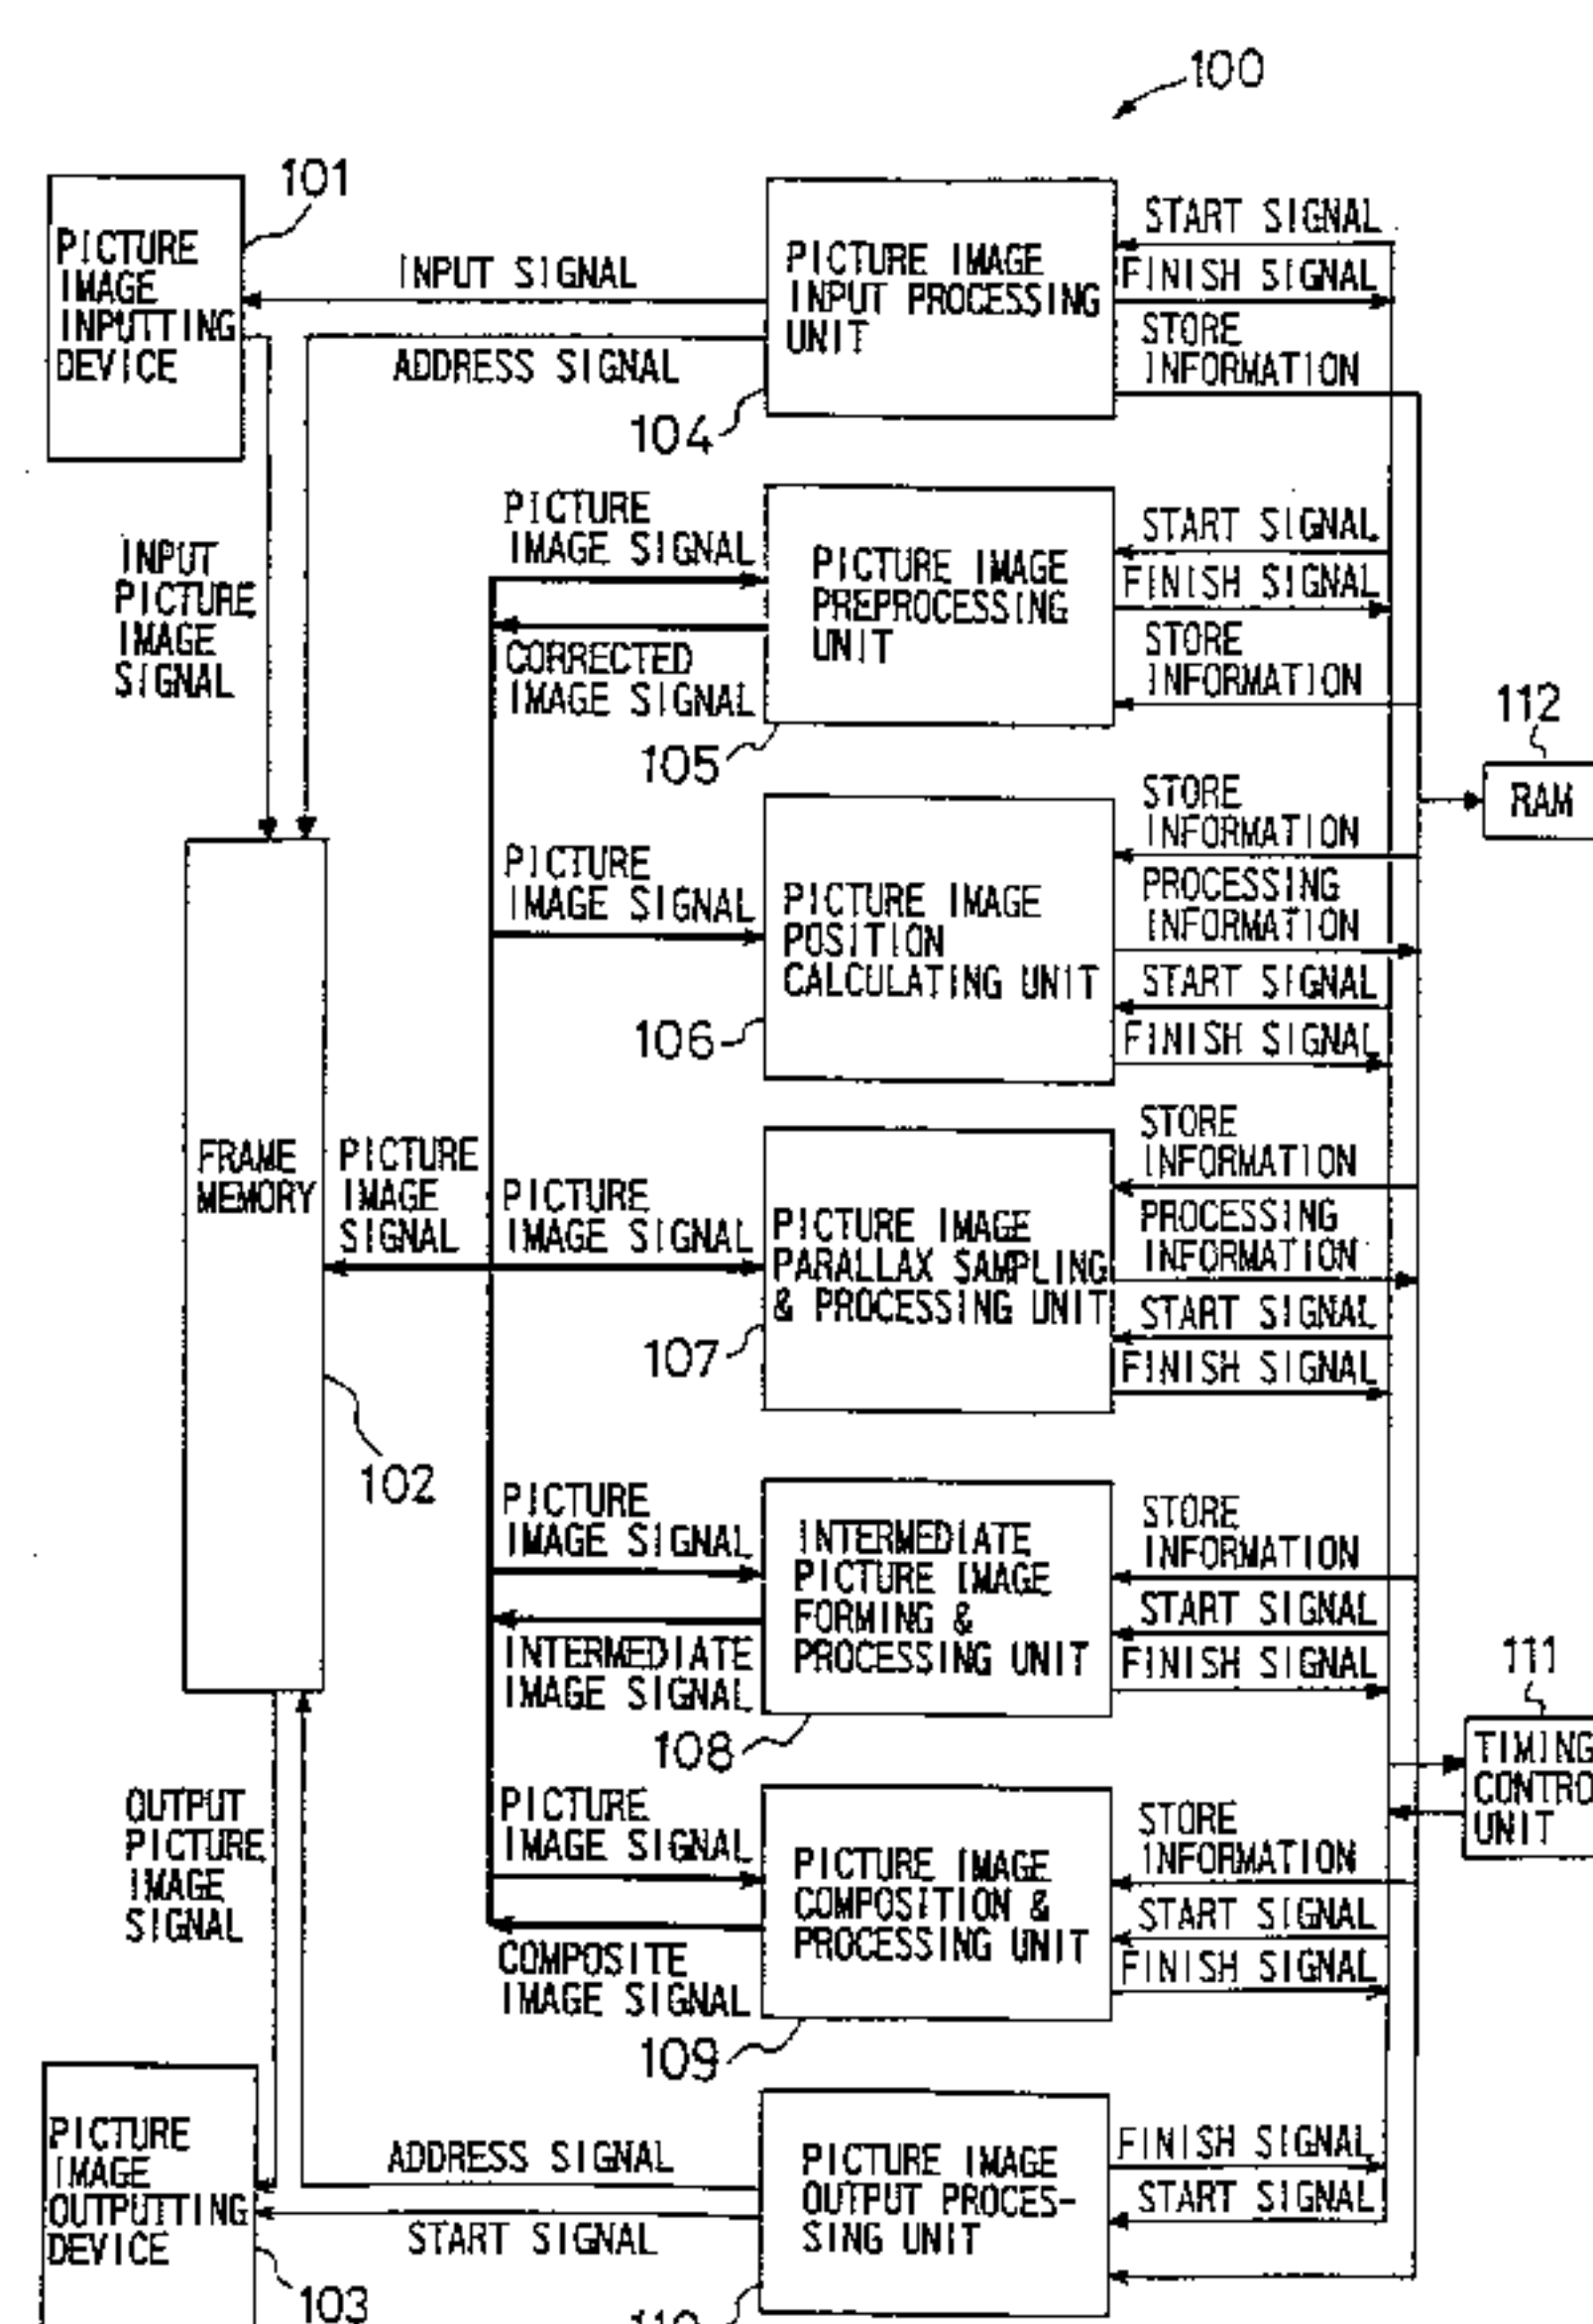 100
101
PICTURE
IMAGE
INPUTTING
DEVICE
INPUT SIGNAL
ADDRESS SIGNAL
PICTURE IMAGE
INPUT PROCESSING
UNIT
104
START SIGNAL
FINISH SIGNAL
STORE
INFORMATION
INPUT
PICTURE
IMAGE
SIGNAL
PICTURE
IMAGE SIGNAL
CORRECTED
IMAGE SIGNAL
PICTURE IMAGE
PREPROCESSING
UNIT
105
START SIGNAL
FINISH SIGNAL
STORE
INFORMATION
112
RAM
PICTURE
IMAGE SIGNAL
PICTURE IMAGE
POSITION
CALCULATING UNIT
106
STORE
INFORMATION
PROCESSING
INFORMATION
START SIGNAL
FINISH SIGNAL
FRAME
MEMORY
102
PICTURE
IMAGE
SIGNAL
PICTURE
IMAGE SIGNAL
PICTURE IMAGE
PARALLAX SAMPLING
& PROCESSING UNIT
107
STORE
INFORMATION
PROCESSING
INFORMATION
START SIGNAL
FINISH SIGNAL
PICTURE
IMAGE SIGNAL
INTERMEDIATE
IMAGE SIGNAL
INTERMEDIATE
PICTURE IMAGE
FORMING &
PROCESSING UNIT
108
STORE
INFORMATION
START SIGNAL
FINISH SIGNAL
111
TIMING
CONTRO
UNIT
OUTPUT
PICTURE
IMAGE
SIGNAL
PICTURE
IMAGE SIGNAL
COMPOSITE
IMAGE SIGNAL
PICTURE IMAGE
COMPOSITION &
PROCESSING UNIT
109
STORE
INFORMATION
START SIGNAL
FINISH SIGNAL
PICTURE
IMAGE
OUTPUTTING
DEVICE
103
ADDRESS SIGNAL
START SIGNAL
PICTURE IMAGE
OUTPUT PROCES-
SING UNIT
110
FINISH SIGNAL
START SIGNAL